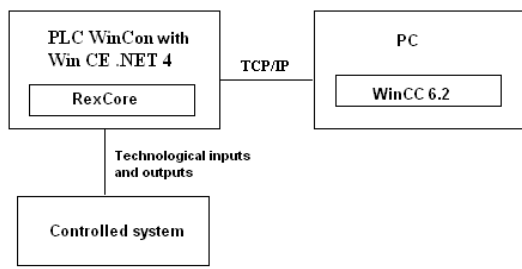 PLC WinCon with
Win CE .NET 4
RexCore
TCP/IP
PC
WinCC 6.2
Technological inputs
and outputs
Controlled system